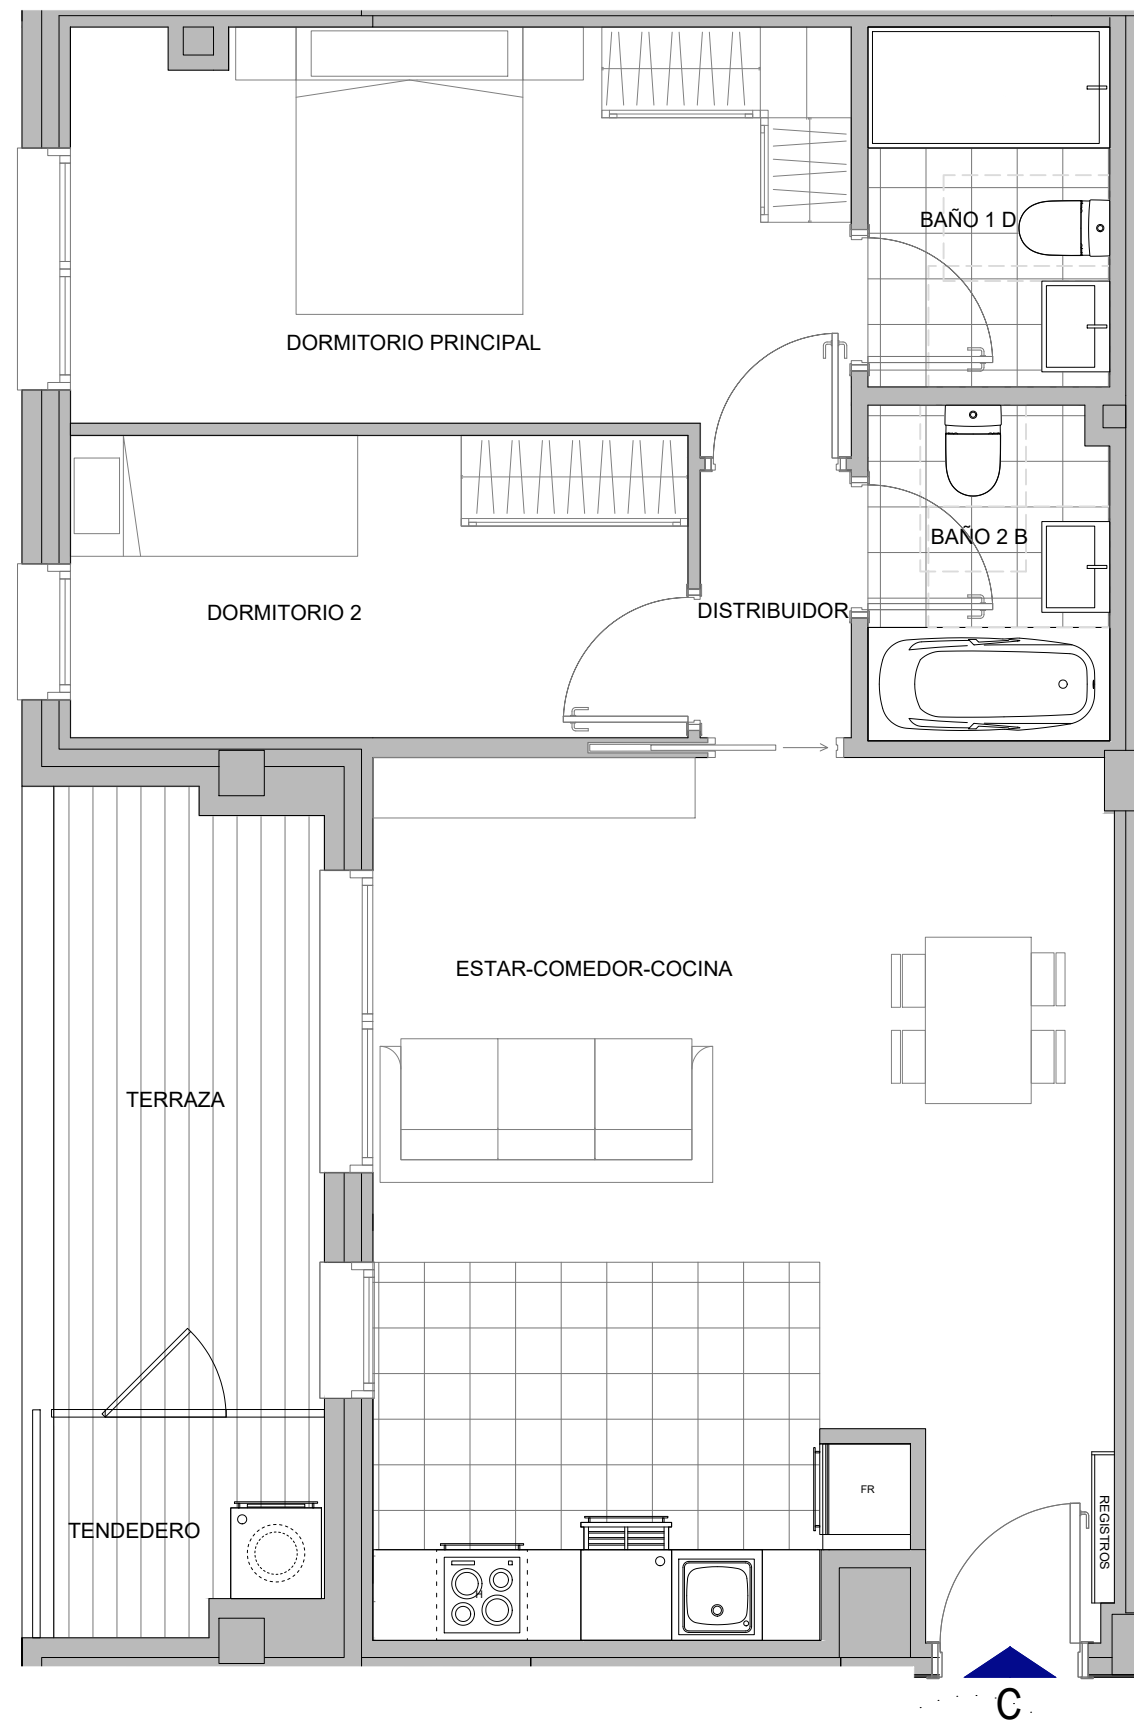 BAÑO 1 D
DORMITORIO PRINCIPAL
BAÑO 2 B
DORMITORIO 2
DISTRIBUIDOR
ESTAR-COMEDOR-COCINA
TERRAZA
FR
TENDEDERO
REGISTROS
H
C